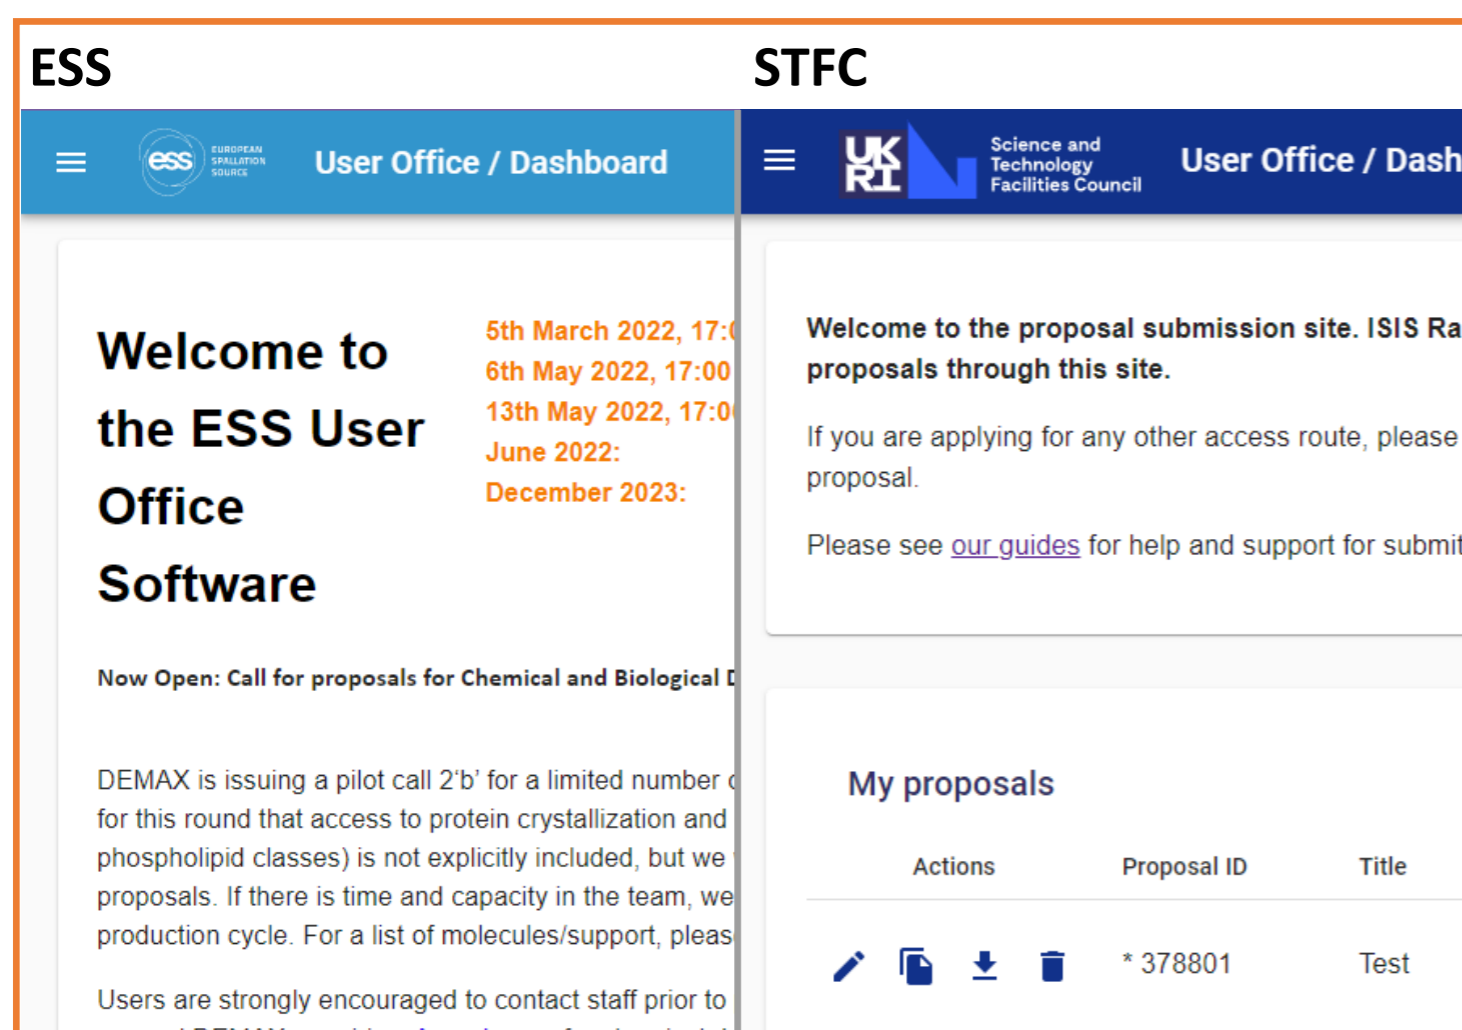 ESS
STFC
ess EUROPEAN
SPALLATION
SOURCE
User Office / Dashboard
UK
RI
Science and
Technology
Facilities Council
User Office / Dash
Welcome to
the ESS User
Office
Software
5th March 2022, 17:0
6th May 2022, 17:00
13th May 2022, 17:00
June 2022:
December 2023:
Now Open: Call for proposals for Chemical and Biological D
DEMAX is issuing a pilot call 2‘b’ for a limited number
for this round that access to protein crystallization and
phospholipid classes) is not explicitly included, but we
proposals. If there is time and capacity in the team, we
production cycle. For a list of molecules/support, pleas
Users are strongly encouraged to contact staff prior to
Welcome to the proposal submission site. ISIS Ra
proposals through this site.
If you are applying for any other access route, please
proposal.
Please see our guides for help and support for submit
My proposals
Actions Proposal ID Title
* 378801 Test